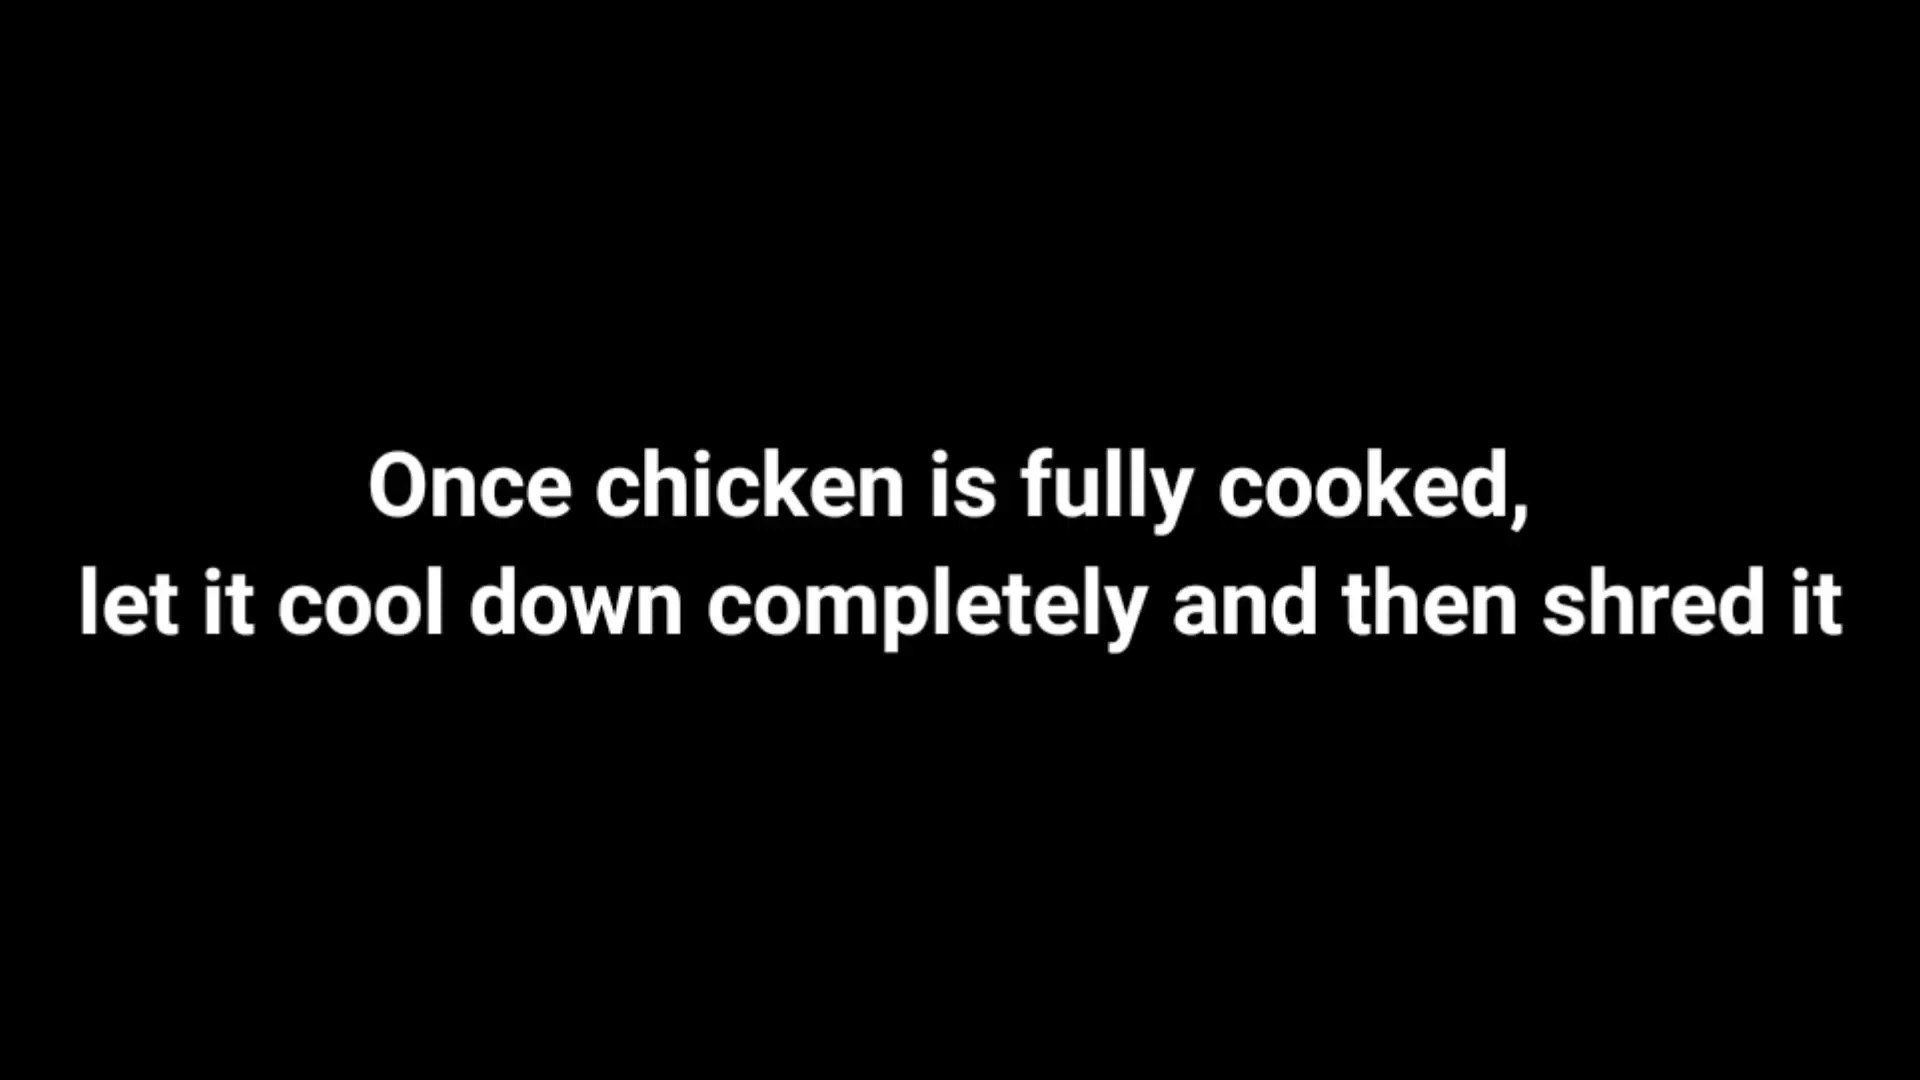 Once chicken is fully cooked,
let it cool down completely and then shred it